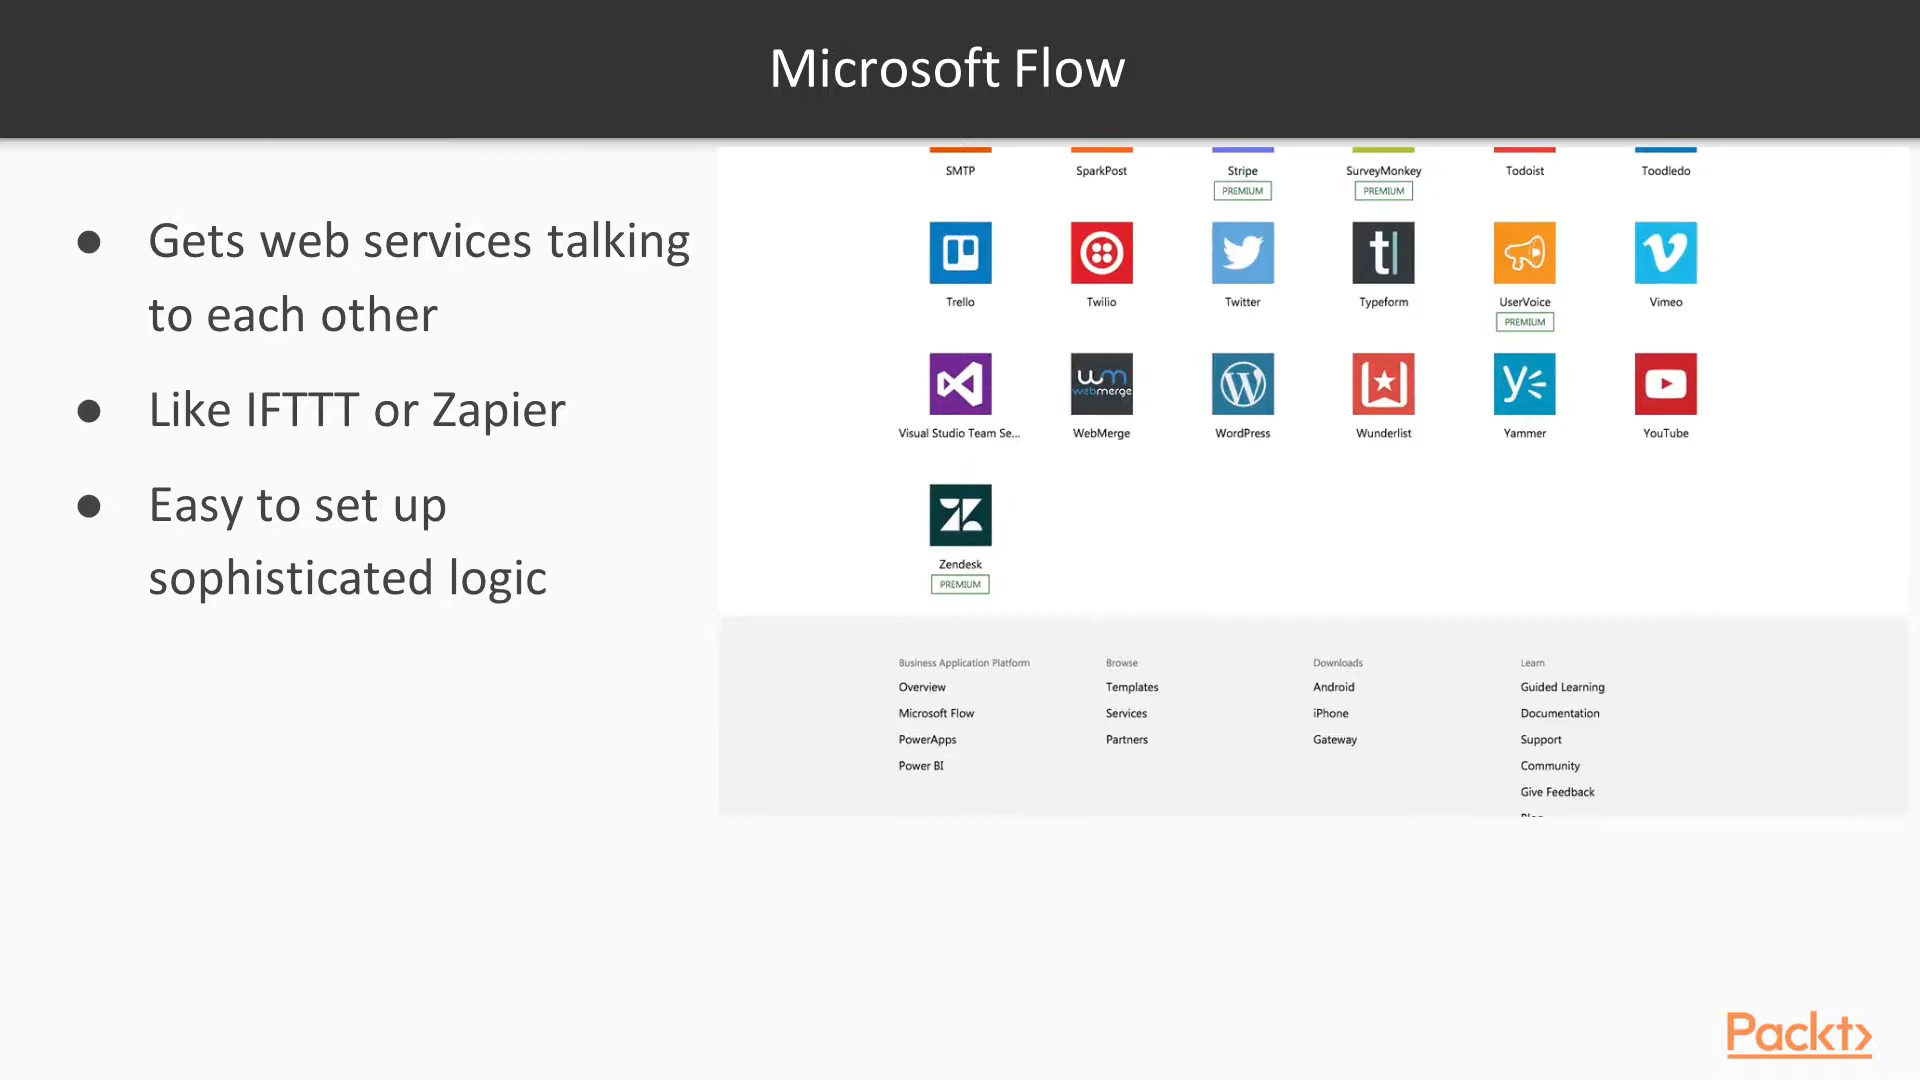 Microsoft Flow
● Gets web services talking
to each other
● Like IFTTT or Zapier
● Easy to set up
sophisticated logic
SMTP SparkPost Stripe SurveyMonkey Todoist Toodledo
PREMIUM PREMIUM
Trello Twilio Twitter Typeform UserVoice Vimeo
PREMIUM
wm
webmerge
Visual Studio Team Se... WebMerge WordPress Wunderlist Yammer YouTube
Zendesk
PREMIUM
Business Application Platform Browse Downloads Learn
Overview Templates Android Guided Learning
Microsoft Flow Services iPhone Documentation
PowerApps Partners Gateway Support
Power BI Community
Give Feedback
Packt>